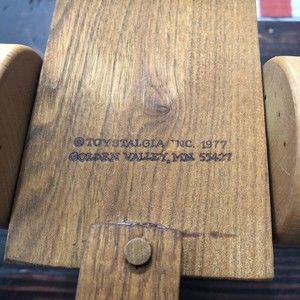 © TOYSTALGIA INC. 1977
GOLDEN VALLEY, MN 55427